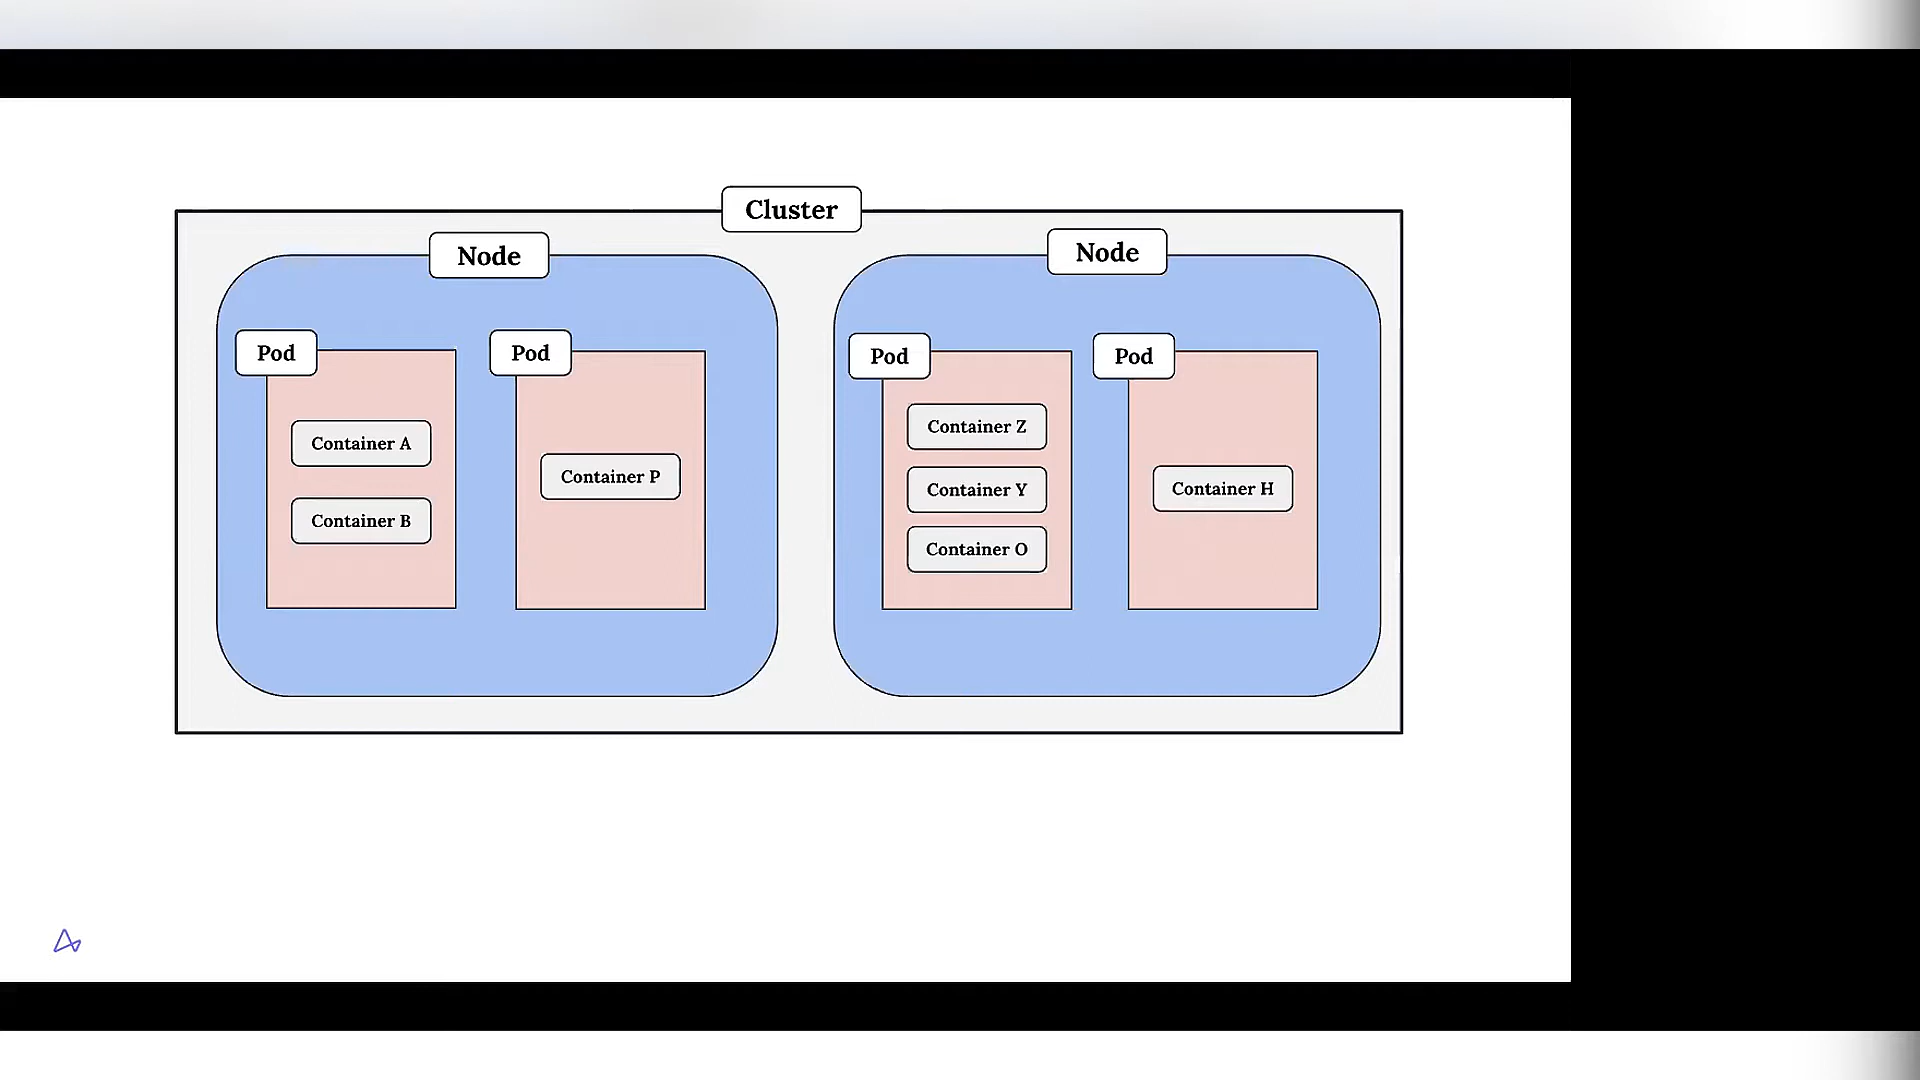 Cluster
Node
Pod
Container A
Container B
Pod
Container P
Node
Pod
Container Z
Container Y
Container O
Pod
Container H